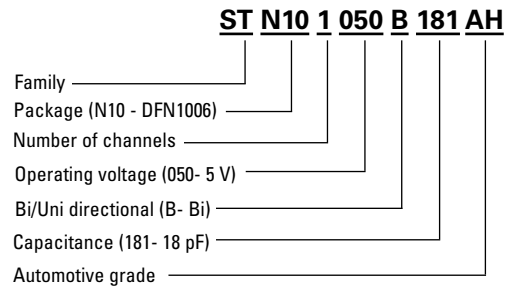 ST N10 1 050 B 181 AH
Family
Package (N10 - DFN1006)
Number of channels
Operating voltage (050- 5 V)
Bi/Uni directional (B- Bi)
Capacitance (181- 18 pF)
Automotive grade